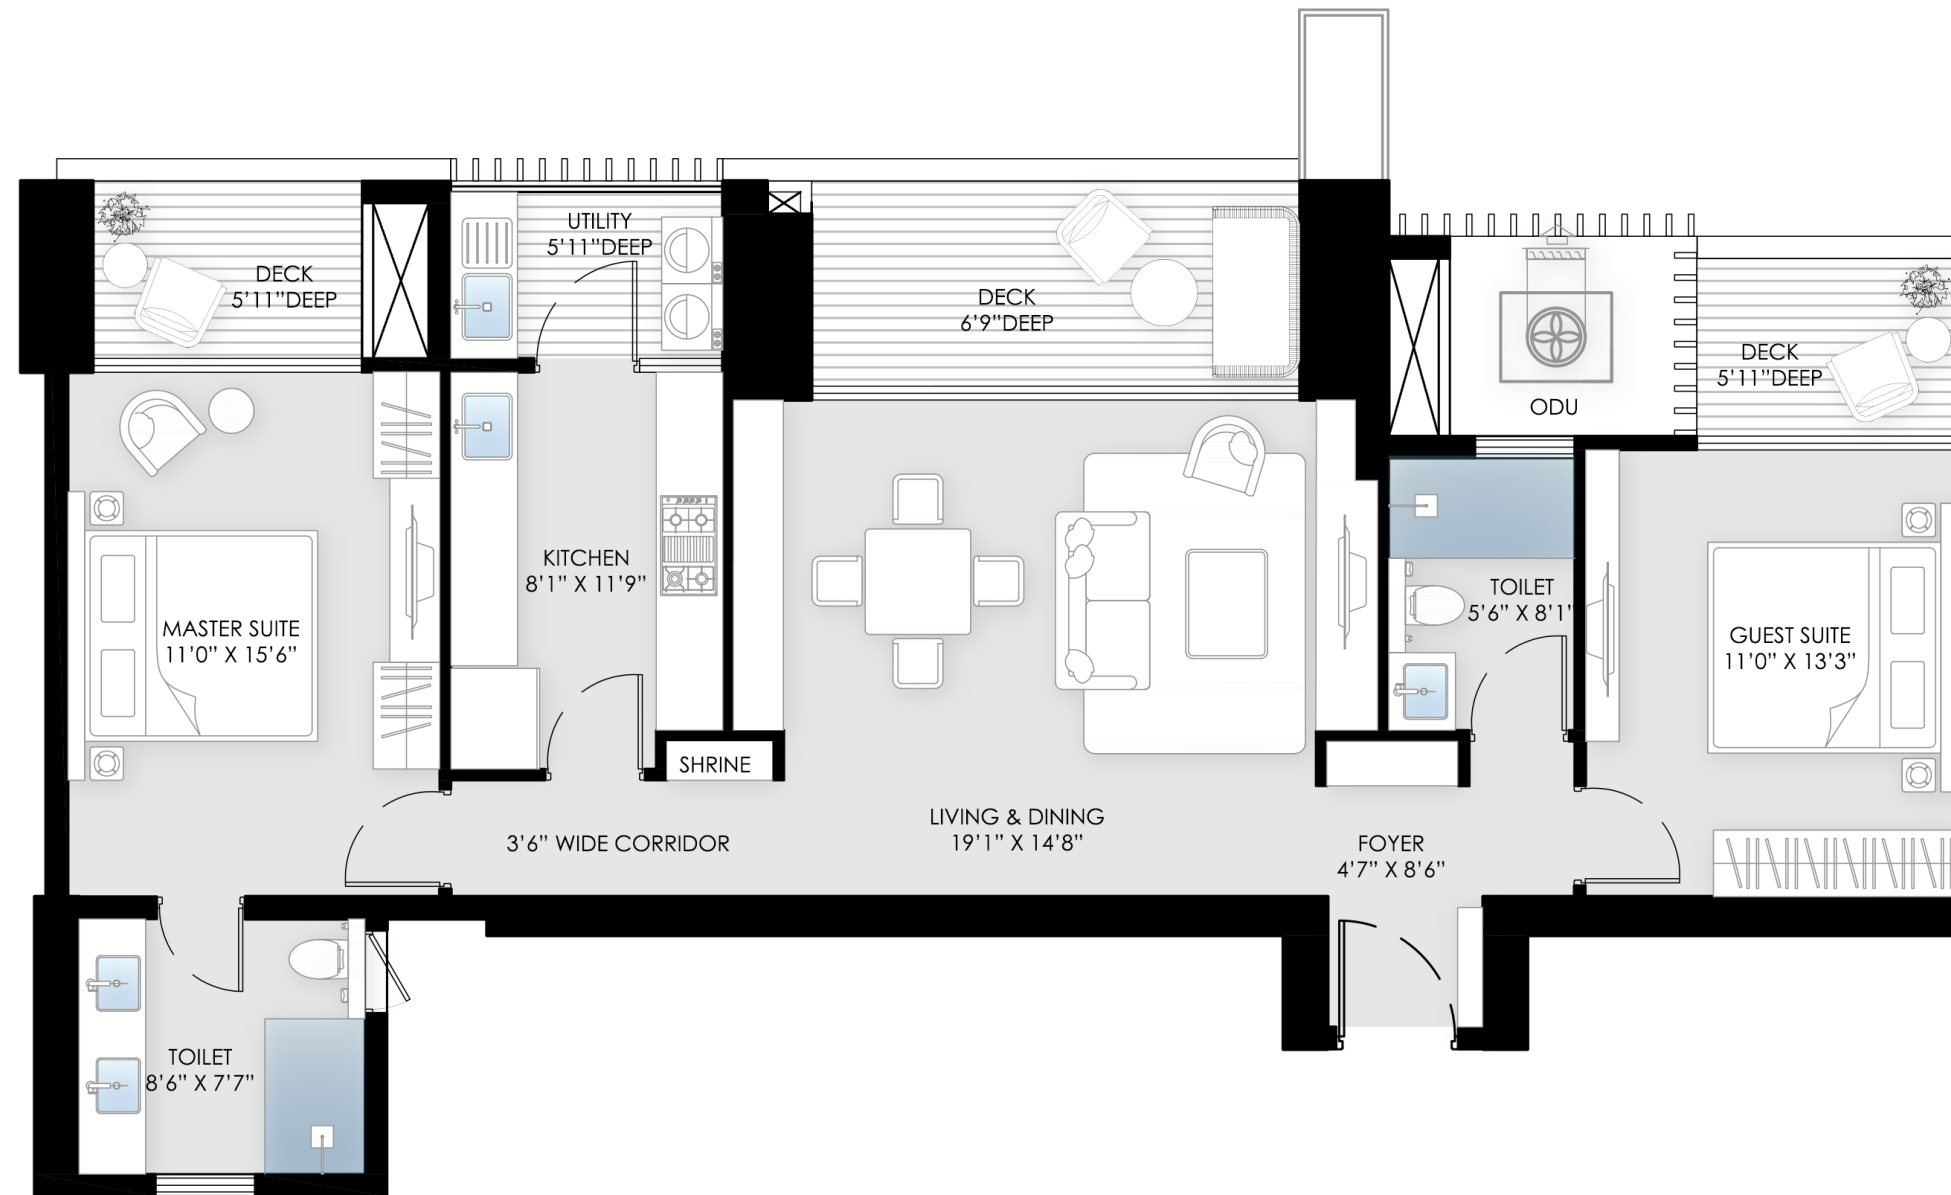 UTILITY
5'11”DEEP
DECK
5'11”DEEP
DECK
6'9”DEEP
DECK
5'11”DEEP
ODU
KITCHEN
8'1” X 11'9”
TOILET
5'6” X 8'1"
MASTER SUITE
11'0” X 15'6”
GUEST SUITE
11'0” X 13'3”
SHRINE
LIVING & DINING
19'1” X 14'8”
3'6” WIDE CORRIDOR
FOYER
4'7” X 8'6”
TOILET
8'6” X 7'7”